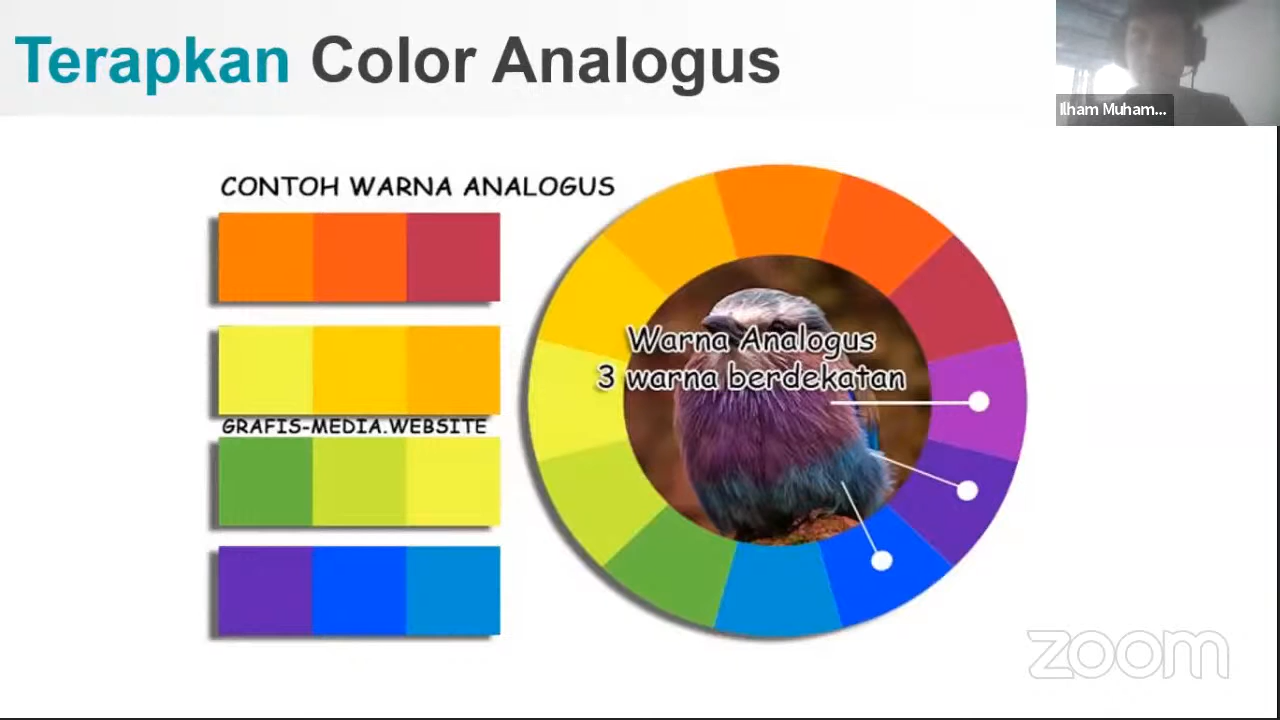 Terapkan Color Analogus
Ilham Muham...
CONTOH WARNA ANALOGUS
Warna Analogus
3 warna berdekatan
GRAFIS-MEDIA.WEBSITE
zoom